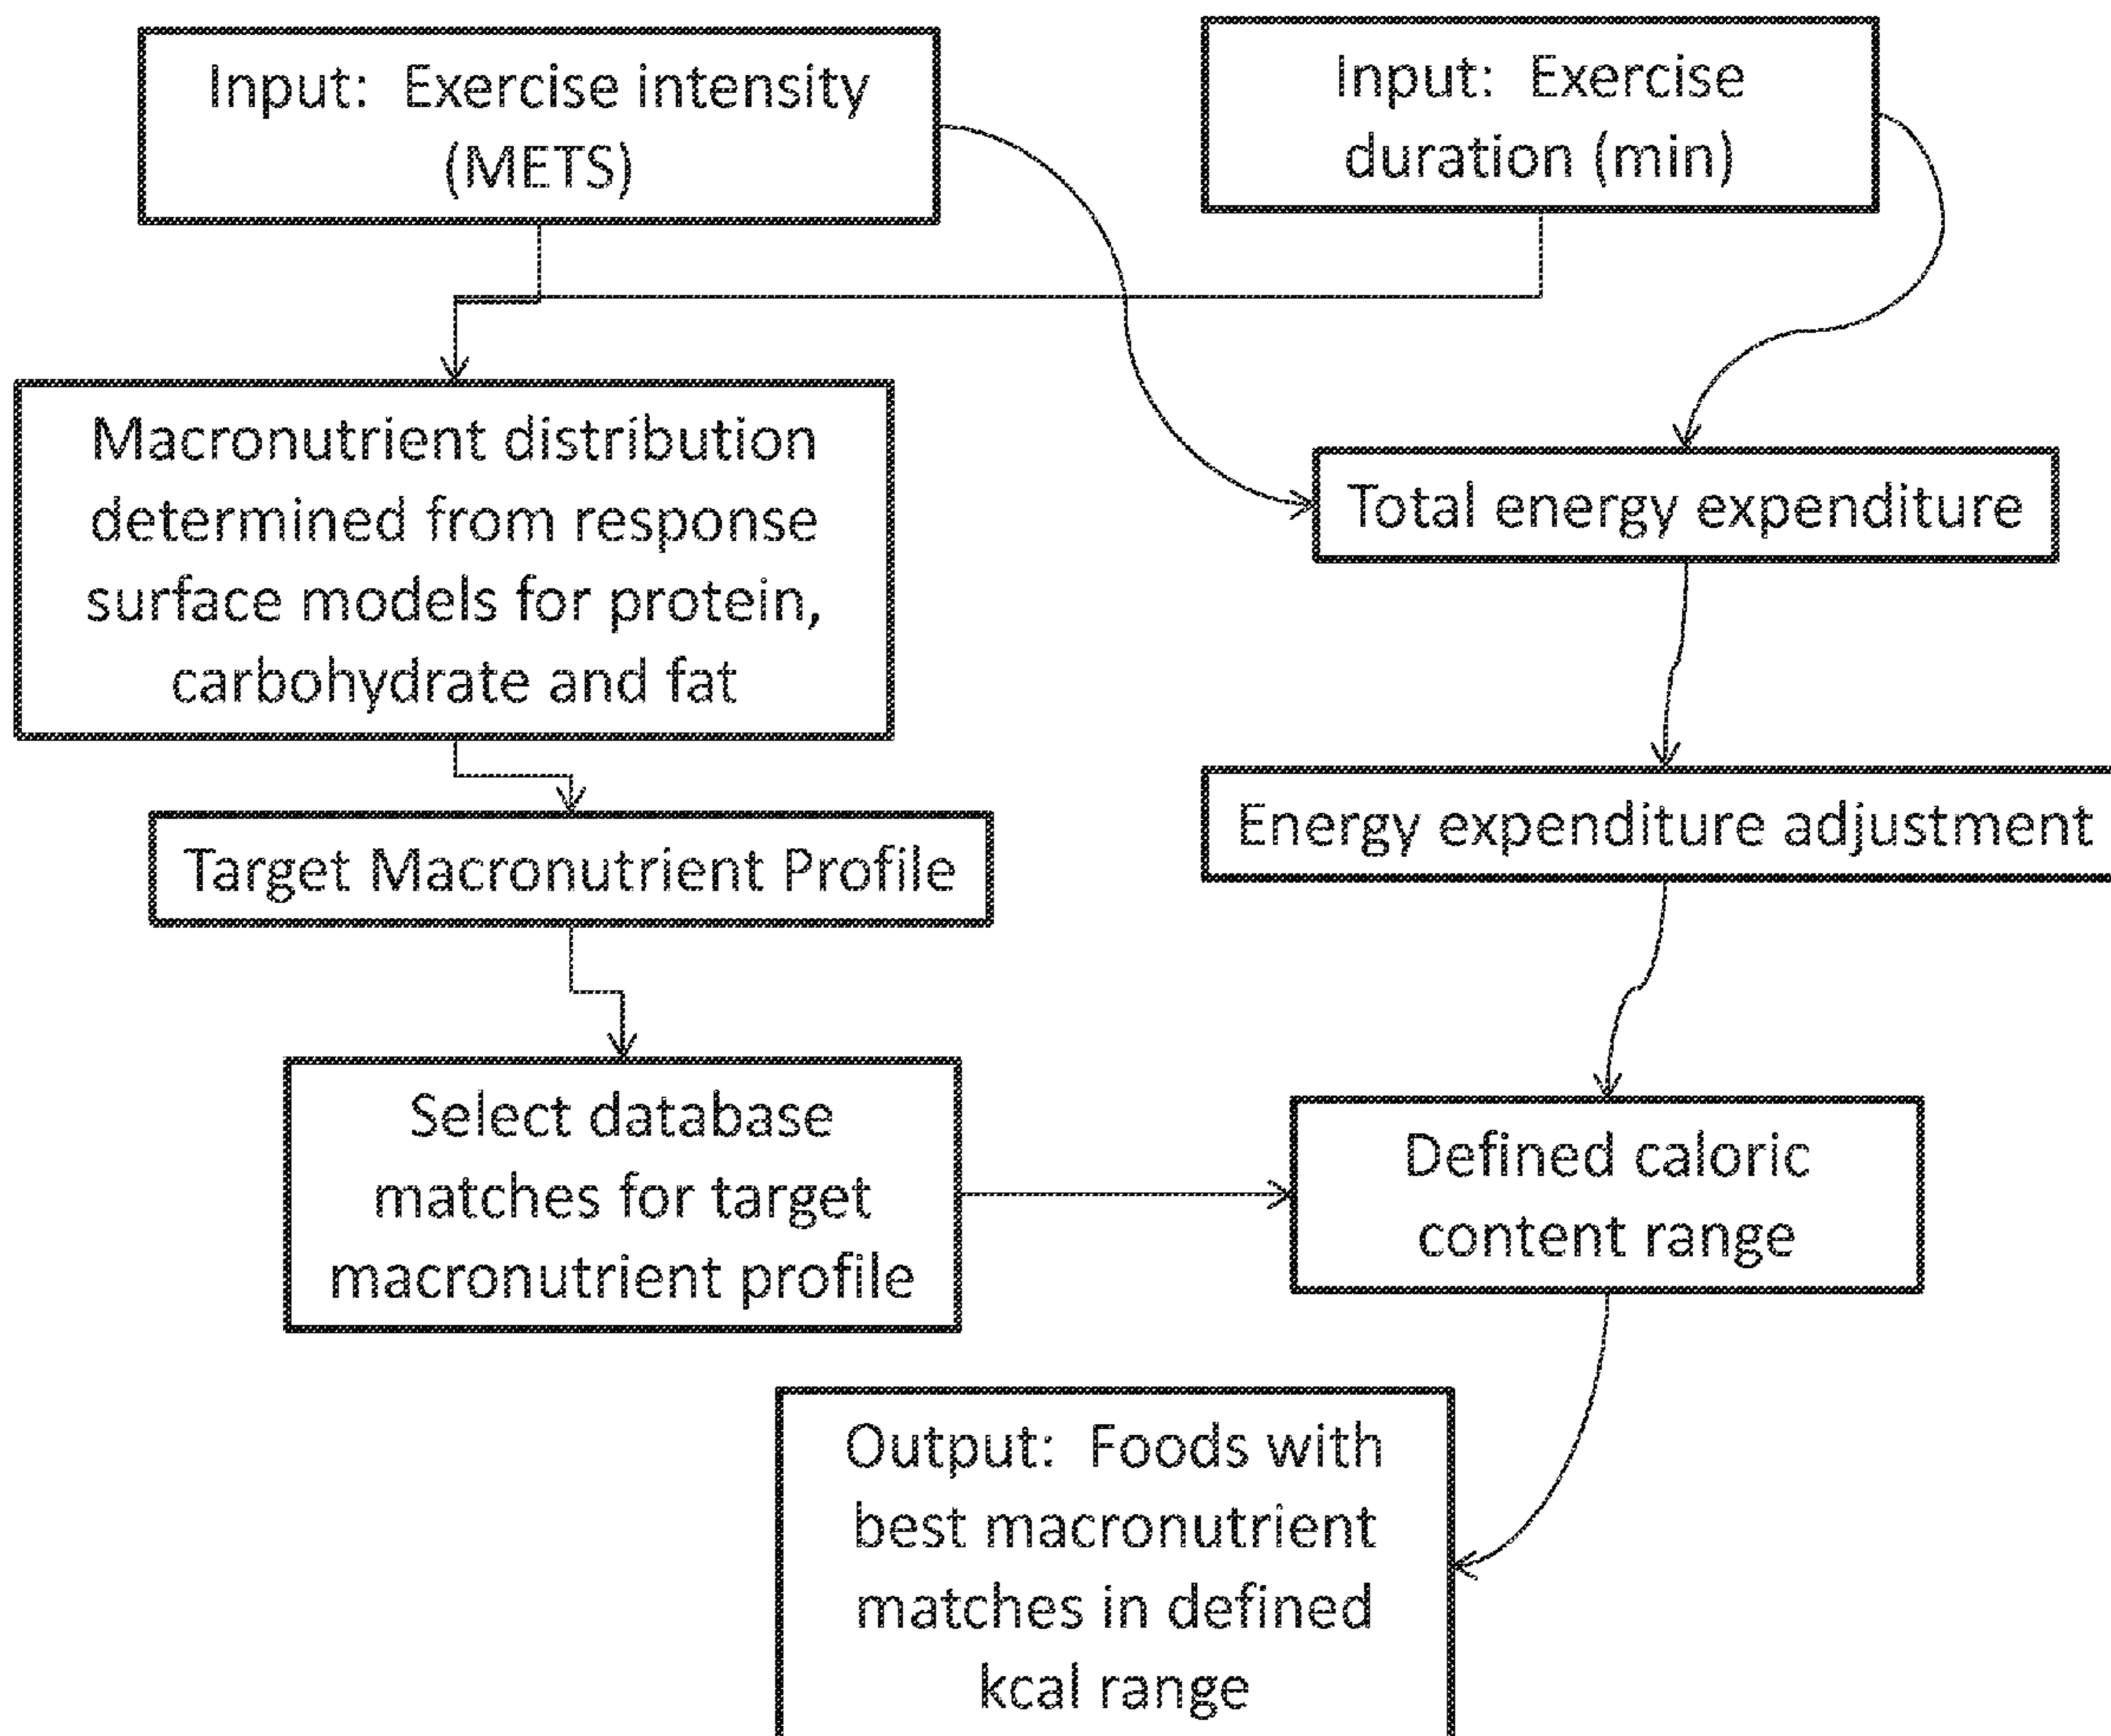 Input:  Exercise intensity
(METS)
Input:  Exercise
duration (min)
Macronutrient distribution
determined from response
surface models for protein,
carbohydrate and fat
Total energy expenditure
Target Macronutrient Profile
Energy expenditure adjustment
Select database
matches for target
macronutrient profile
Defined caloric
content range
Output:  Foods with
best macronutrient
matches in defined
kcal range